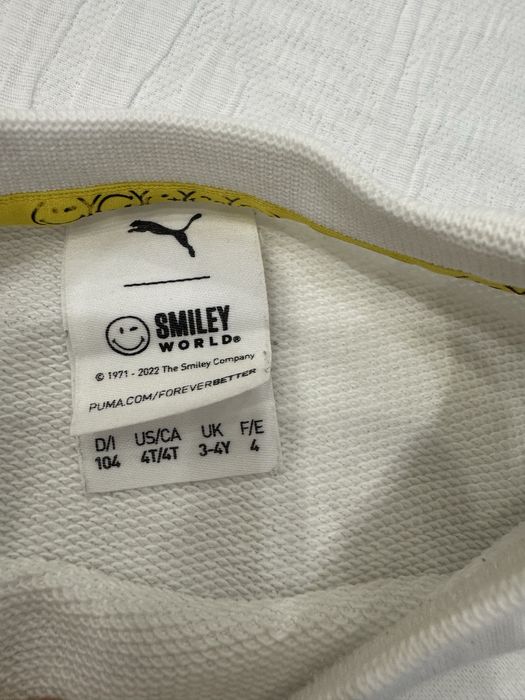 SMILEY
WORLD®
© 1971 - 2022 The Smiley Company
PUMA.COM/FOREVERBETTER
D/I US/CA UK F/E
104 4T/4T 3-4Y 4